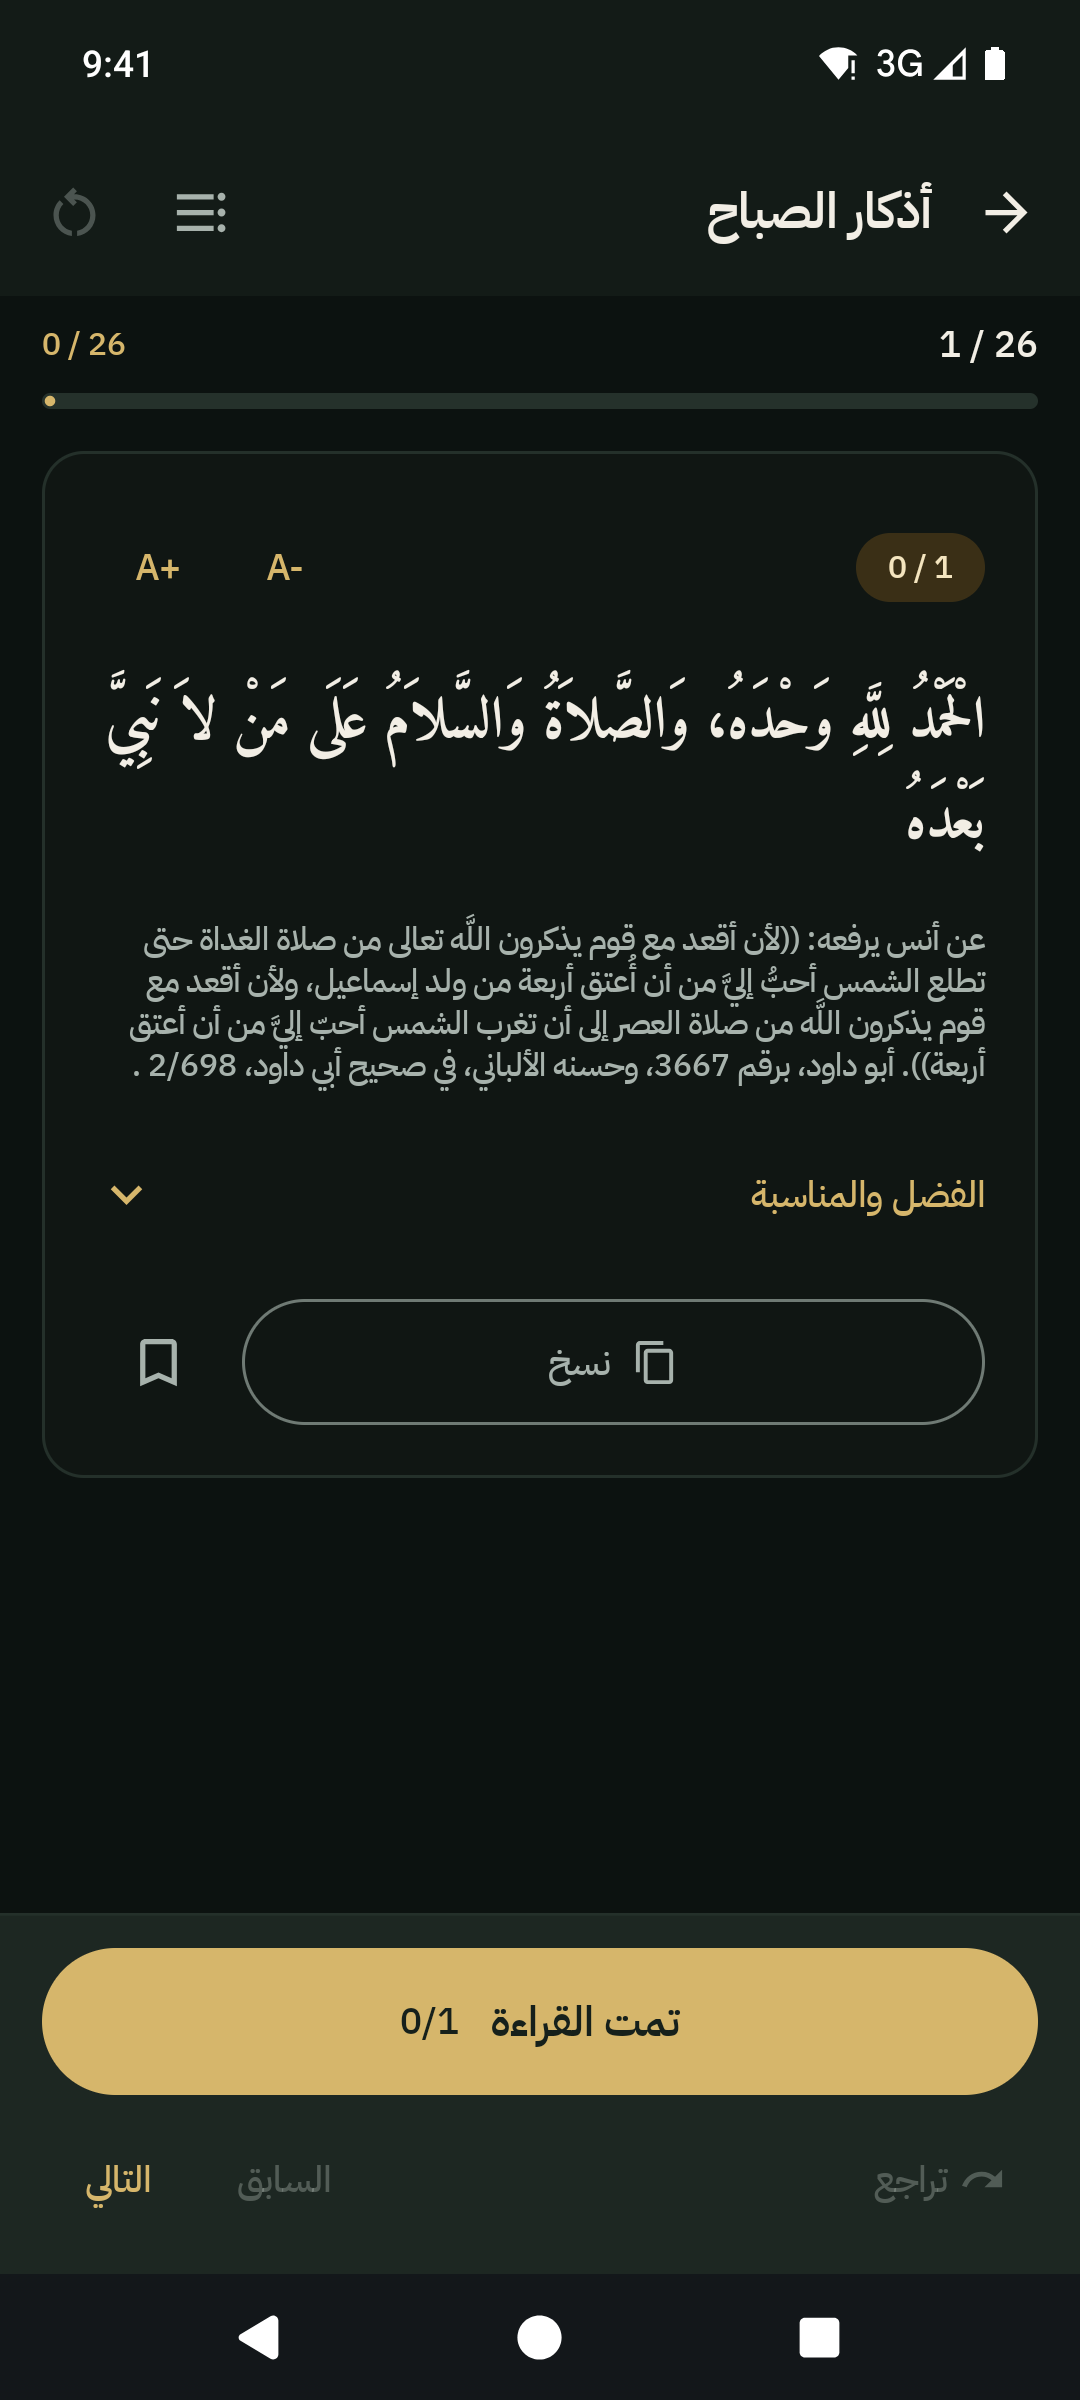 9:41
3G
أذكار الصباح
1 / 26
0 / 26
0 / 1
A-
A+
الْحَمْدُ لِلَّهِ وَحْدَهُ، وَالصَّلاَةُ وَالسَّلاَمُ عَلَى مَنْ لاَ نَبِيَّ
بَعْدَهُ
عن أنس يرفعه: ((لأن أقعد مع قوم يذكرون اللَّه تعالى من صلاة الغداة حتى
تطلع الشمس أحبُّ إليَّ من أن أُعتق أربعة من ولد إسماعيل، ولأن أقعد مع
قوم يذكرون اللَّه من صلاة العصر إلى أن تغرب الشمس أحبّ إليَّ من أن أعتق
أربعة)). أبو داود، برقم 3667، وحسنه الألباني، في صحيح أبي داود، 2/698 .
الفضل والمناسبة
نسخ
تمت القراءة 0/1
تراجع
السابق
التالي